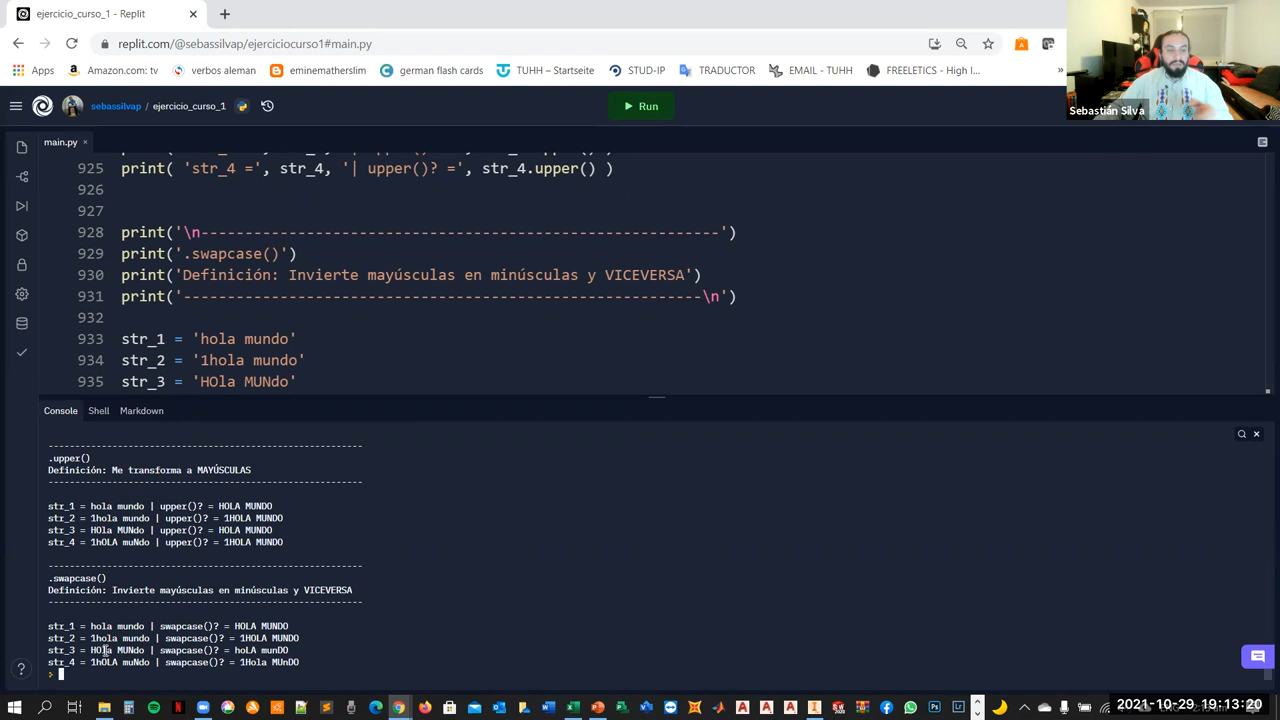 ejercicio_curso_1 - Replit
replit.com/@sebassilvap/ejerciciocurso1#main.py
Apps
Amazon.com: tv
verbos aleman
eminematherslim
german flash card
TUHH – Startseite
STUD-IP
TRADUCTOR
EMAIL - TUHH
FREELETICS - High I...
»
Sebastián Silva
sebassilvap / ejercicio_curso_1
Run
main.py
925 print( 'str_4 =', str_4, '| upper()? =', str_4.upper() )
926
927
928 print('\n-----------------------------------------------------------')
929 print('.swapcase()')
930 print('Definición: Invierte mayúsculas en minúsculas y VICEVERSA')
931 print('-----------------------------------------------------------\n')
932
933 str_1 = 'hola mundo'
934 str_2 = '1hola mundo'
935 str_3 = 'HOla MUNdo'
Console
Shell
Markdown
-----------------------------------------------------------
.upper()
Definición: Me transforma a MAYÚSCULAS
-----------------------------------------------------------
str_1 = hola mundo | upper()? = HOLA MUNDO
str_2 = 1hola mundo | upper()? = 1HOLA MUNDO
str_3 = HOla MUNdo | upper()? = HOLA MUNDO
str_4 = 1hOLA muNdo | upper()? = 1HOLA MUNDO
-----------------------------------------------------------
.swapcase()
Definición: Invierte mayúsculas en minúsculas y VICEVERSA
-----------------------------------------------------------
str_1 = hola mundo | swapcase()? = HOLA MUNDO
str_2 = 1hola mundo | swapcase()? = 1HOLA MUNDO
str_3 = HOla MUNdo | swapcase()? = hoLA munDO
str_4 = 1hOLA muNdo | swapcase()? = 1Hola MUnDO
>
2021-10-29 19:13:20